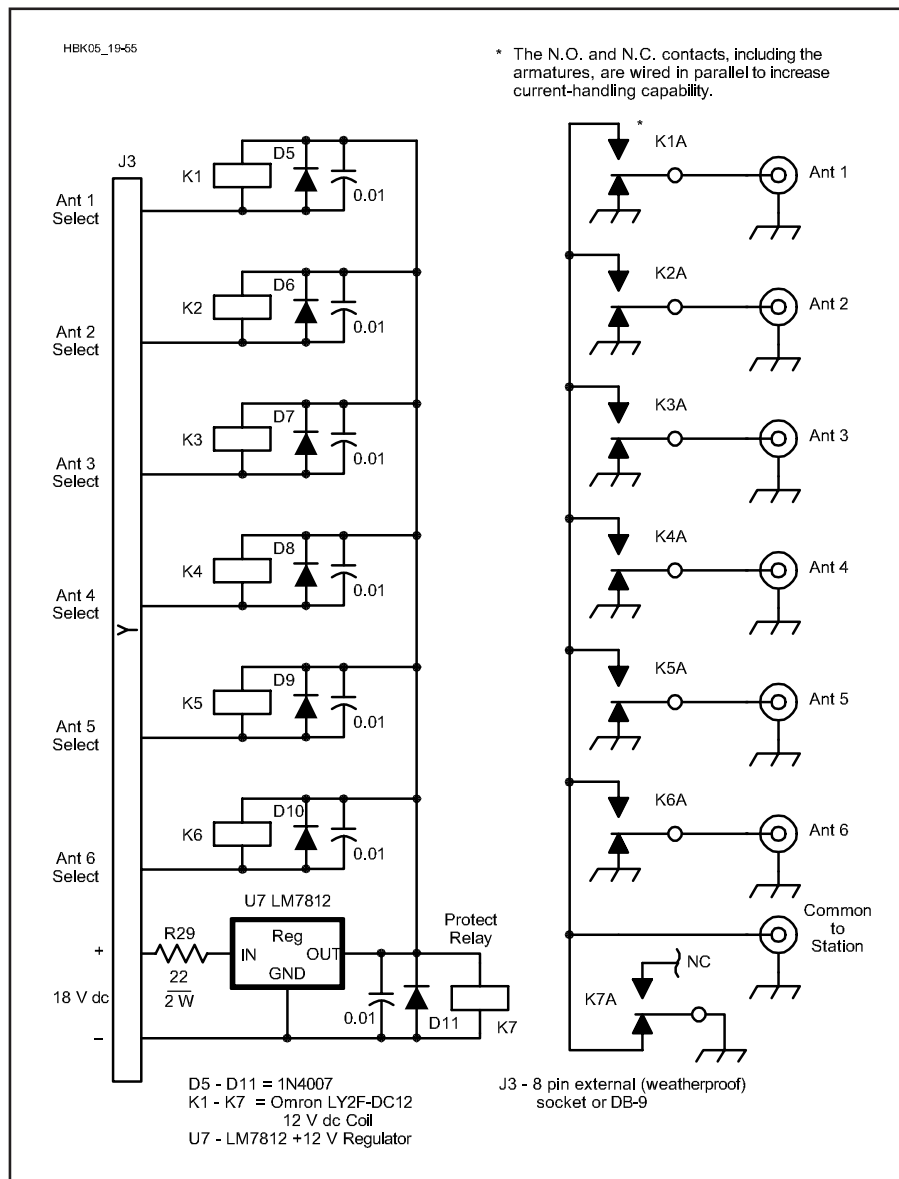 HBK05_19-55
* The N.O. and N.C. contacts, including the
armatures, are wired in parallel to increase
current-handling capability.
J3
Ant 1
Select
K1
D5
0.01
Ant 2
Select
K2
D6
0.01
Ant 3
Select
K3
D7
0.01
Ant 4
Select
K4
D8
0.01
Y
Ant 5
Select
K5
D9
0.01
Ant 6
Select
K6
D10
0.01
U7 LM7812
R29
22
2 W
Reg
IN
OUT
GND
+
18 V dc
–
0.01
D11
Protect
Relay
K7
*
K1A
Ant 1
K2A
Ant 2
K3A
Ant 3
K4A
Ant 4
K5A
Ant 5
K6A
Ant 6
Common
to
Station
NC
K7A
D5 - D11 = 1N4007
K1 - K7 = Omron LY2F-DC12
12 V dc Coil
U7 - LM7812 +12 V Regulator
J3 - 8 pin external (weatherproof)
socket or DB-9